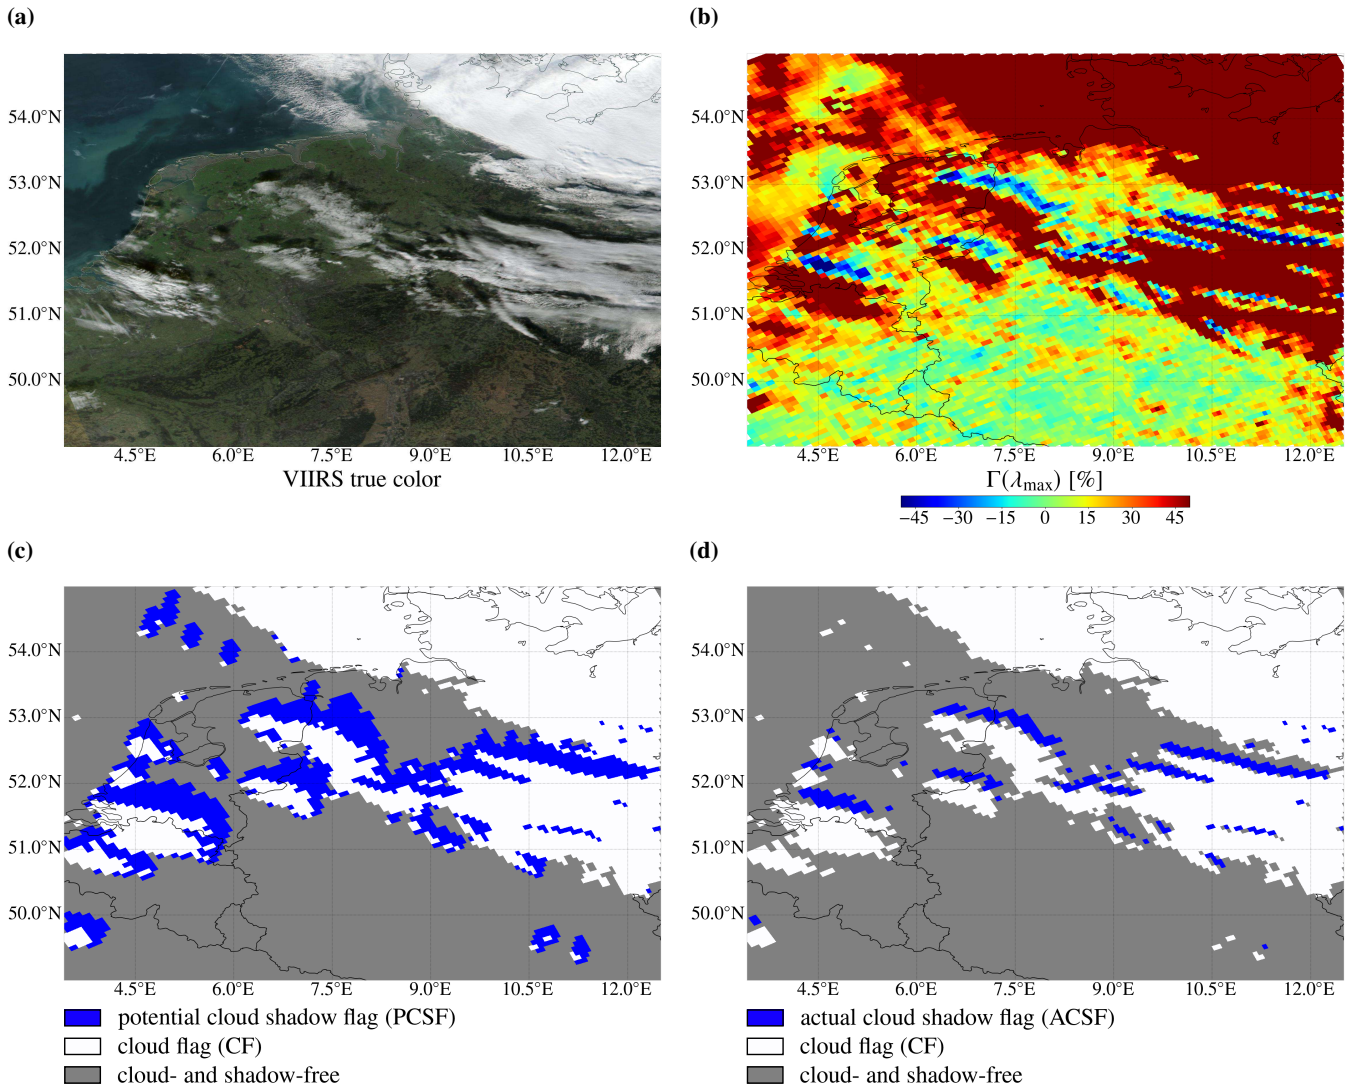 (a)
54.0°N
53.0°N
52.0°N
51.0°N
50.0°N
4.5°E 6.0°E 7.5°E 9.0°E 10.5°E 12.0°E
VIIRS true color
(b)
54.0°N
53.0°N
52.0°N
51.0°N
50.0°N
4.5°E 6.0°E 7.5°E 9.0°E 10.5°E 12.0°E
Γ(λmax) [%]
−45 −30 −15 0 15 30 45
(c)
54.0°N
53.0°N
52.0°N
51.0°N
50.0°N
4.5°E 6.0°E 7.5°E 9.0°E 10.5°E 12.0°E
potential cloud shadow flag (PCSF)
cloud flag (CF)
cloud- and shadow-free
(d)
54.0°N
53.0°N
52.0°N
51.0°N
50.0°N
4.5°E 6.0°E 7.5°E 9.0°E 10.5°E 12.0°E
actual cloud shadow flag (ACSF)
cloud flag (CF)
cloud- and shadow-free